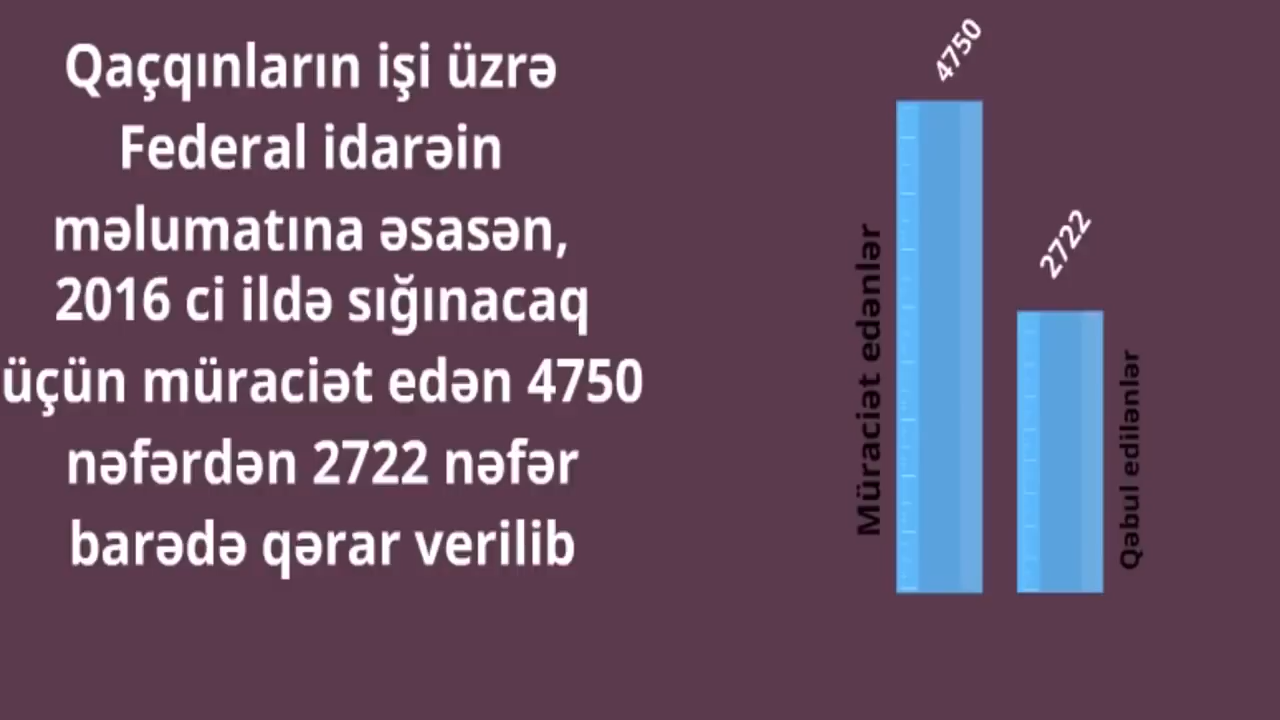 Qaçqınların işi üzrə
Federal idarəin
məlumatına əsasən,
2016 ci ildə sığınacaq
üçün müraciət edən 4750
nəfərdən 2722 nəfər
barədə qərar verilib
4750
Müraciət edənlər
2722
Qəbul edilənlər